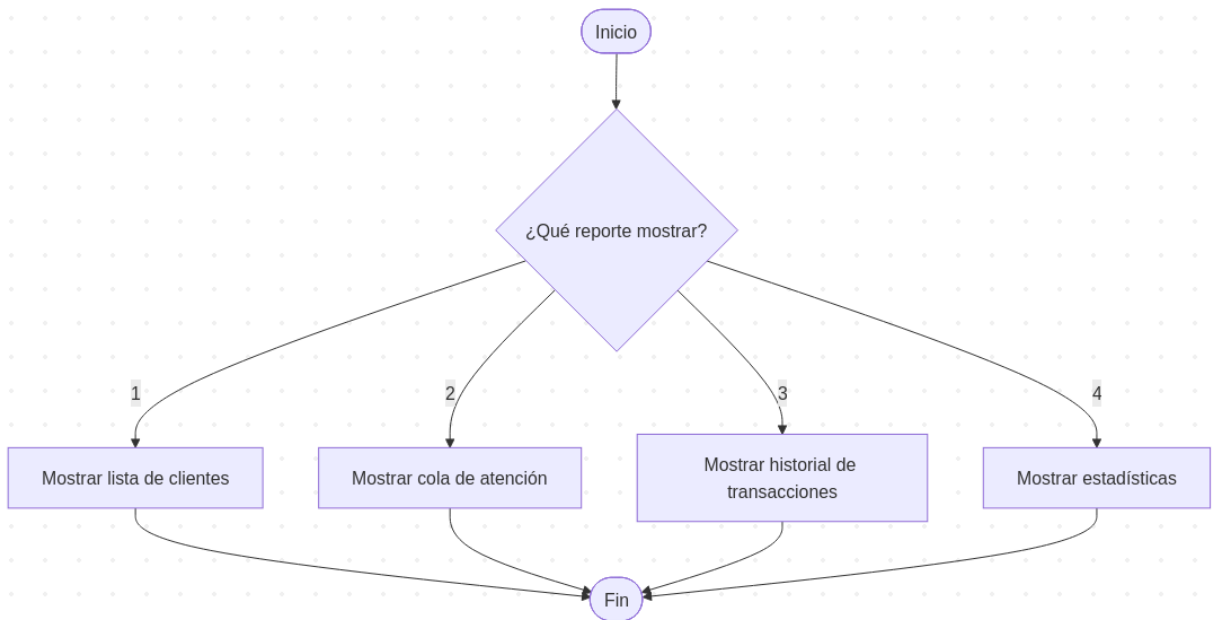 Inicio
¿Qué reporte mostrar?
1
2
3
4
Mostrar lista de clientes
Mostrar cola de atención
Mostrar historial de
transacciones
Mostrar estadísticas
Fin